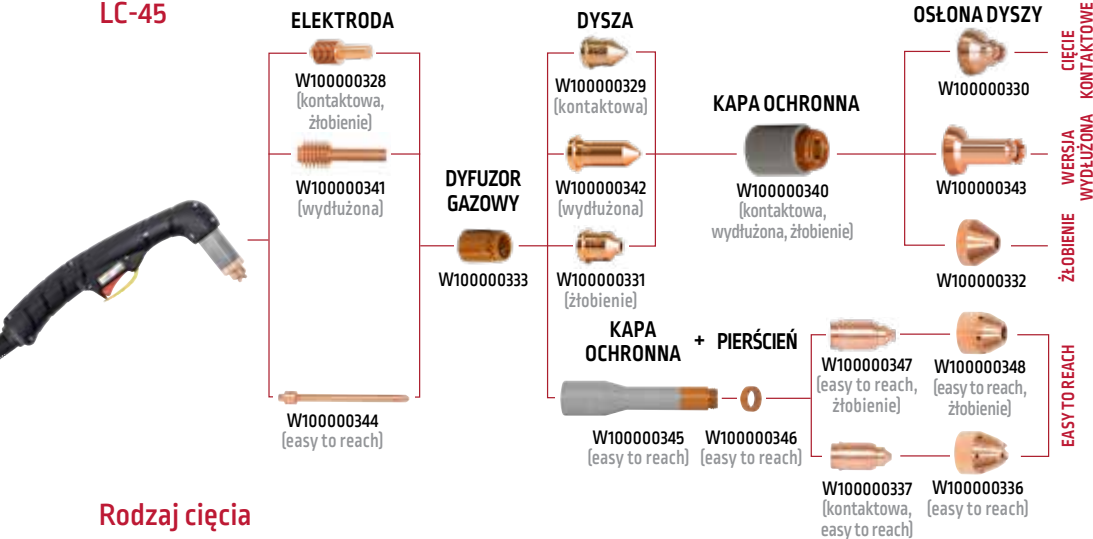 LC-45
ELEKTRODA
W100000328
(kontaktowa,
żłobienie)
W100000341
(wydłużona)
W100000344
(easy to reach)
DYFUZOR
GAZOWY
W100000333
DYSZA
W100000329
(kontaktowa)
W100000342
(wydłużona)
W100000331
(żłobienie)
KAPA OCHRONNA
W100000340
(kontaktowa,
wydłużona, żłobienie)
OSŁONA DYSZY
W100000330
W100000343
W100000332
CIĘCIE
KONTAKTOWE
WERSJA
WYDŁUŻONA
ŻŁOBIENIE
KAPA
OCHRONNA
+ PIERŚCIEŃ
W100000345
(easy to reach)
W100000346
(easy to reach)
W100000347
(easy to reach,
żłobienie)
W100000348
(easy to reach,
żłobienie)
W100000337
(kontaktowa,
easy to reach)
W100000336
(easy to reach)
EASY TO REACH
Rodzaj cięcia